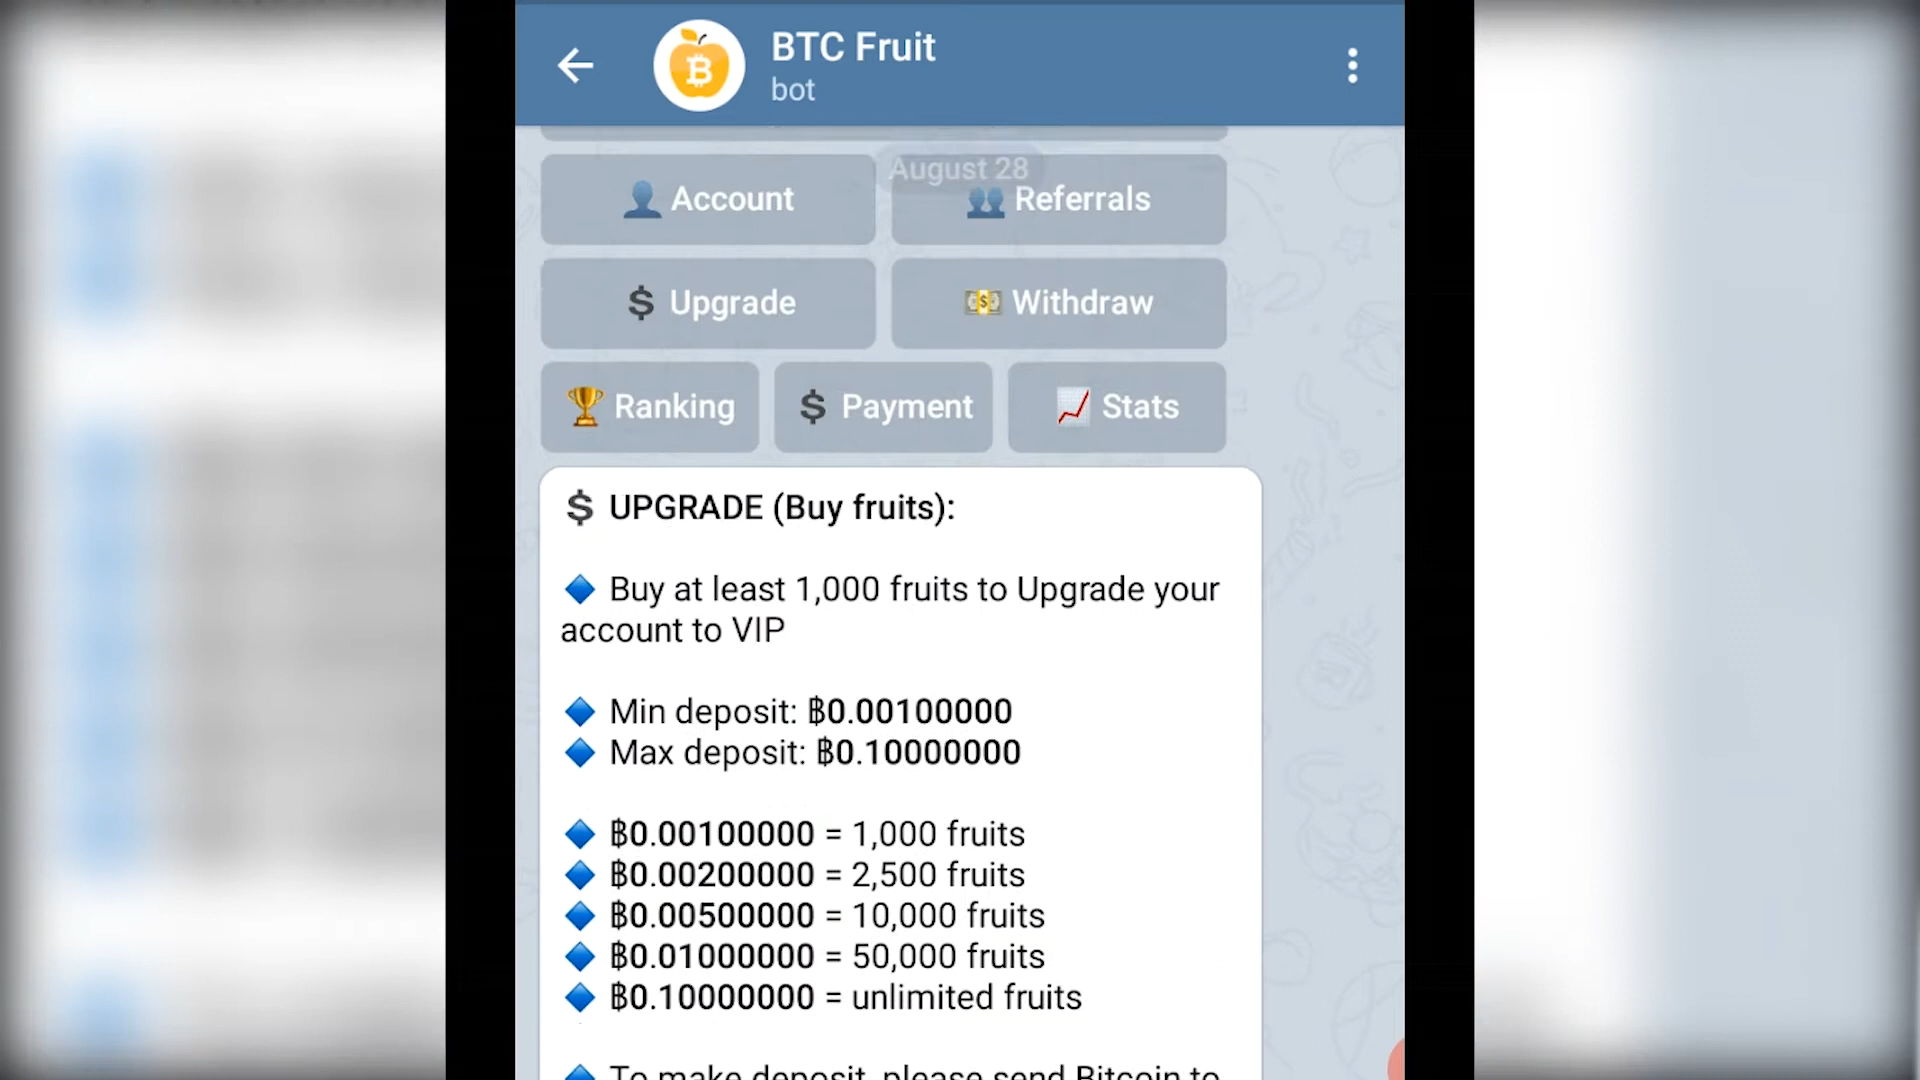 BTC Fruit
bot
August 28
Account
Referrals
$ Upgrade
Withdraw
Ranking
$ Payment
Stats
$ UPGRADE (Buy fruits):
Buy at least 1,000 fruits to Upgrade your
account to VIP
Min deposit: ฿0.00100000
Max deposit: ฿0.10000000
฿0.00100000 = 1,000 fruits
฿0.00200000 = 2,500 fruits
฿0.00500000 = 10,000 fruits
฿0.01000000 = 50,000 fruits
฿0.10000000 = unlimited fruits
To make deposit, please send Bitcoin to